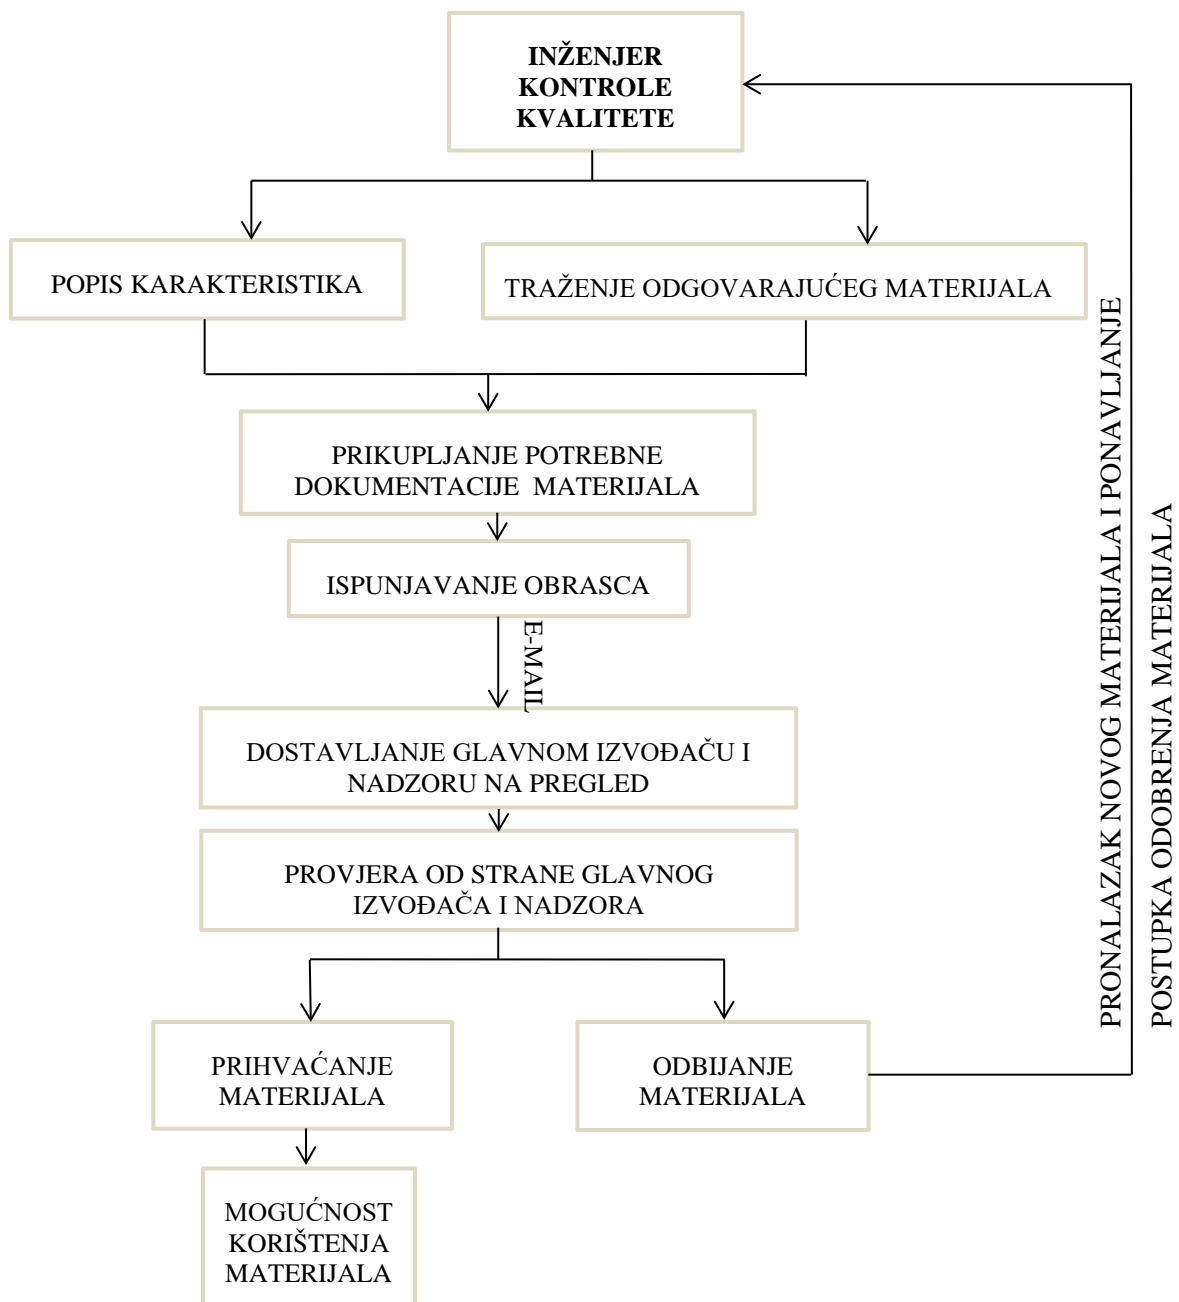 INŽENJER
KONTROLE
KVALITETE
POPIS KARAKTERISTIKA
TRAŽENJE ODGOVARAJUĆEG MATERIJALA
PRIKUPLJANJE POTREBNE
DOKUMENTACIJE MATERIJALA
ISPUNJAVANJE OBRASCA
E-MAIL
DOSTAVLJANJE GLAVNOM IZVOĐAČU I
NADZORU NA PREGLED
PROVJERA OD STRANE GLAVNOG
IZVOĐAČA I NADZORA
PRIHVAĆANJE
MATERIJALA
ODBIJANJE
MATERIJALA
MOGUĆNOST
KORIŠTENJA
MATERIJALA
PRONALAZAK NOVOG MATERIJALA I PONAVLJANJE
POSTUPKA ODOBRENJA MATERIJALA